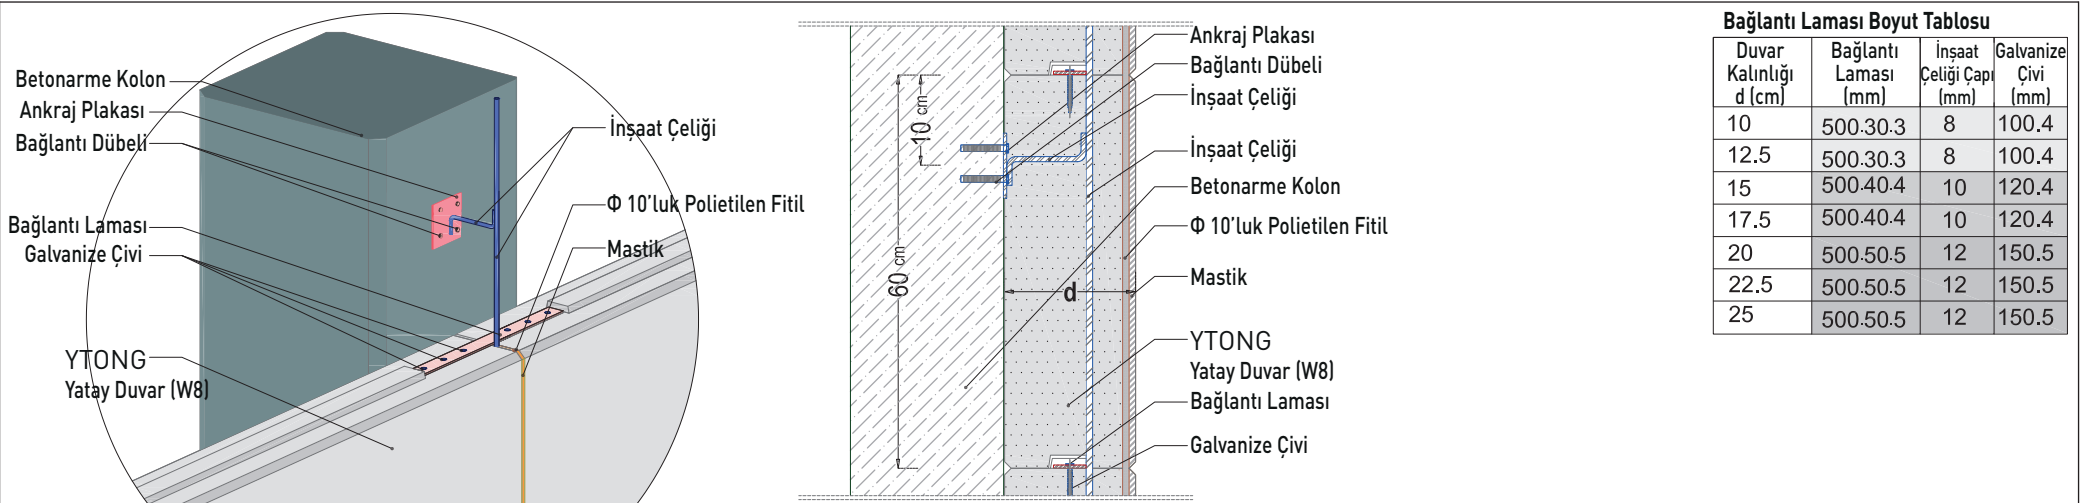 Betonarme Kolon
Ankraj Plakası
Bağlantı Dübeli
Bağlantı Laması
Galvanize Çivi
YTONG
Yatay Duvar (W8)
İnşaat Çeliği
Φ 10’luk Polietilen Fitil
Mastik
10 cm
60 cm
d
Ankraj Plakası
Bağlantı Dübeli
İnşaat Çeliği
İnşaat Çeliği
Betonarme Kolon
Φ 10’luk Polietilen Fitil
Mastik
YTONG
Yatay Duvar (W8)
Bağlantı Laması
Galvanize Çivi
Bağlantı Laması Boyut Tablosu
Duvar Bağlantı İnşaat Galvanize
Kalınlığı Laması Çeliği Çapı Çivi
d (cm) (mm) (mm) (mm)
10 500.30.3 8 100.4
12.5 500.30.3 8 100.4
15 500.40.4 10 120.4
17.5 500.40.4 10 120.4
20 500.50.5 12 150.5
22.5 500.50.5 12 150.5
25 500.50.5 12 150.5